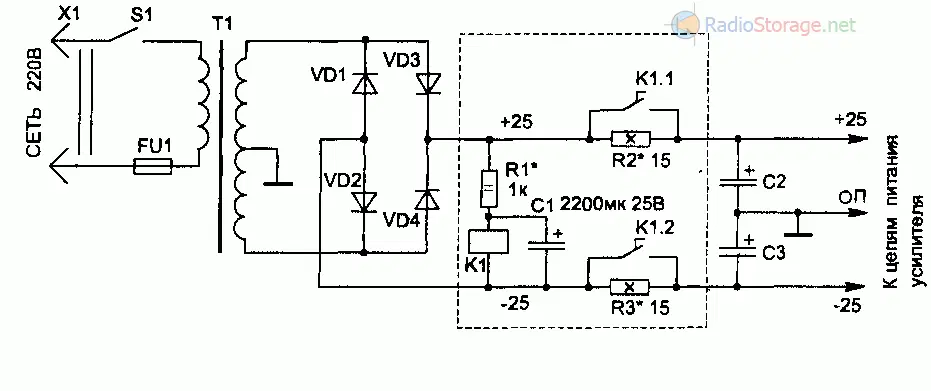 RadioStorage.net
X1
S1
T1
СЕТЬ 220В
FU1
VD1
VD3
VD2
VD4
+25
K1.1
R2* 15
R1*
1к
C1 2200мк 25В
+
K1
K1.2
-25
R3* 15
+25
+
C2
ОП
+
C3
-25
К цепям питания
усилителя